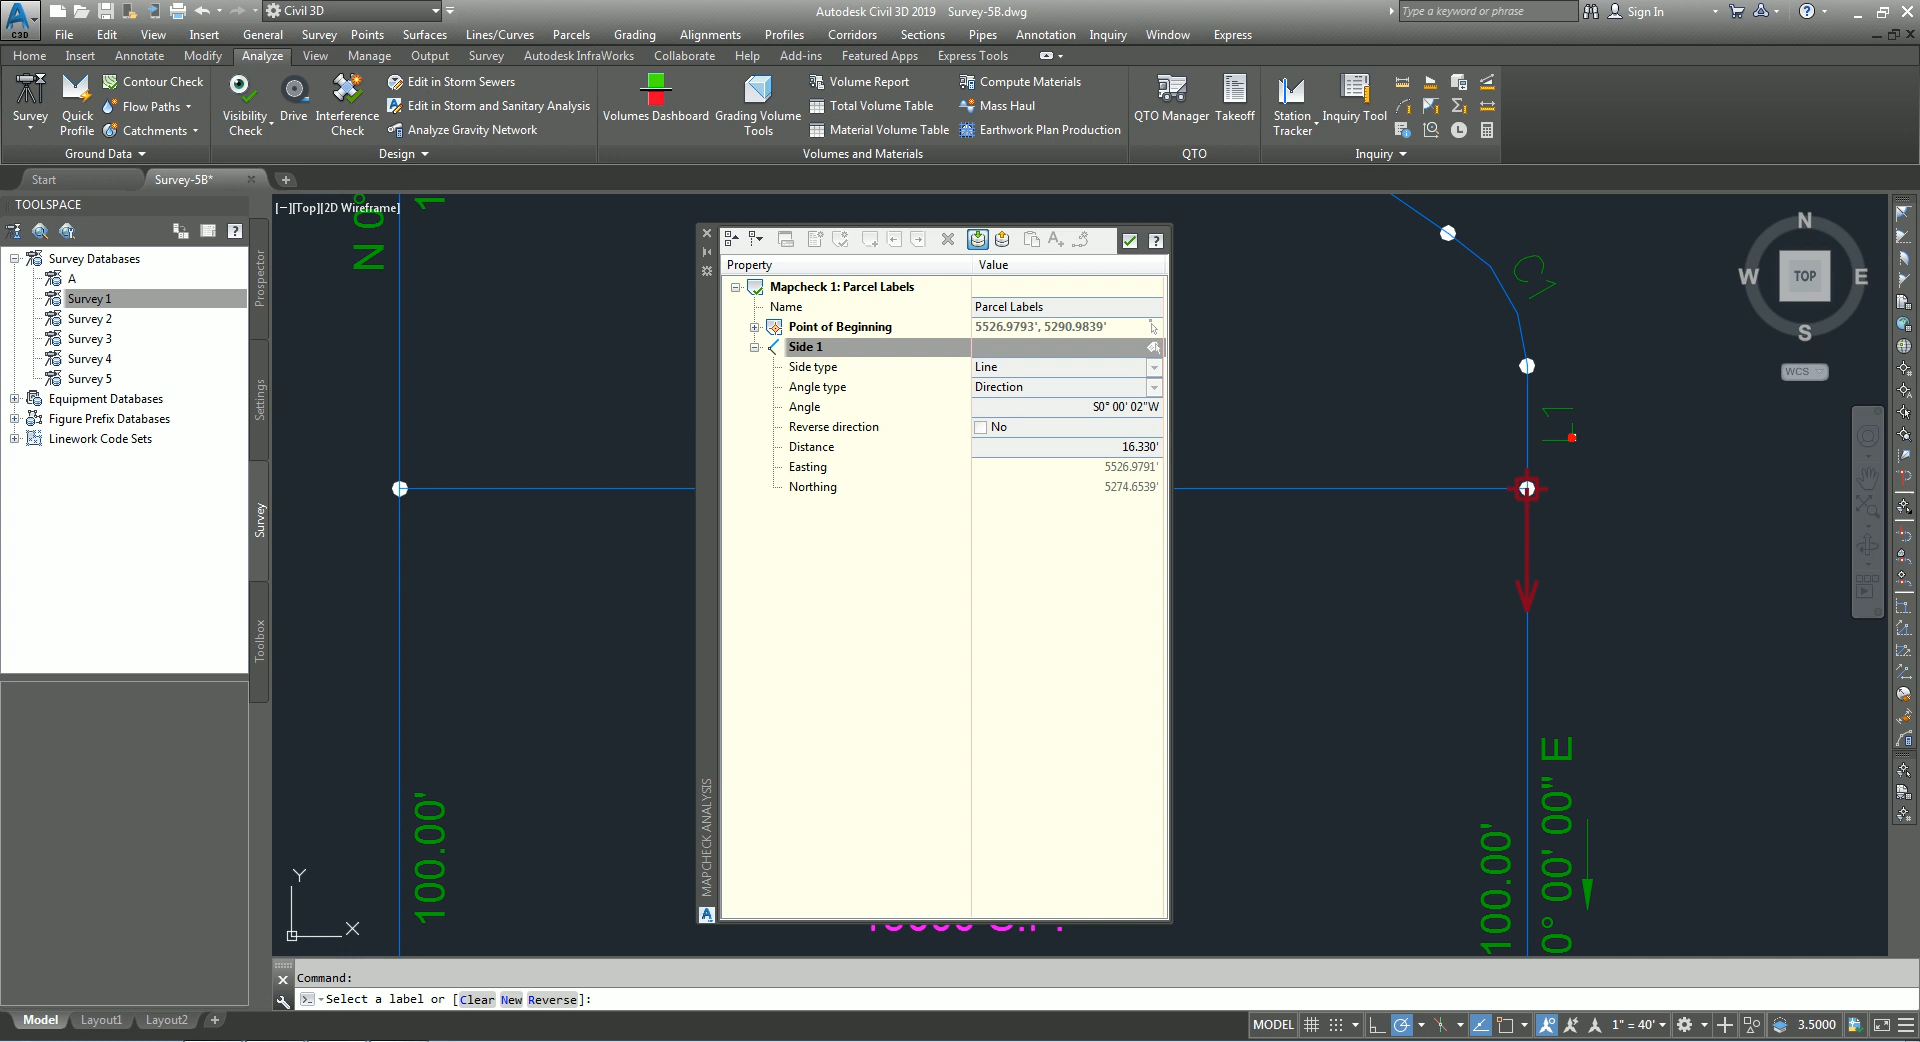 Civil 3D
Autodesk Civil 3D 2019 Survey-5B.dwg
Type a keyword or phrase
Sign In
C3D
File Edit View Insert General Survey Points Surfaces Lines/Curves Parcels Grading Alignments Profiles Corridors Sections Pipes Annotation Inquiry Window Express
Home Insert Annotate Modify Analyze View Manage Output Survey Autodesk InfraWorks Collaborate Help Add-ins Featured Apps Express Tools
Survey
Quick Profile
Contour Check
Flow Paths
Catchments
Ground Data
Visibility Check
Drive
Interference Check
Edit in Storm Sewers
Edit in Storm and Sanitary Analysis
Analyze Gravity Network
Design
Volumes Dashboard
Grading Volume Tools
Volume Report
Total Volume Table
Material Volume Table
Compute Materials
Mass Haul
Earthwork Plan Production
Volumes and Materials
QTO Manager
Takeoff
QTO
Station Tracker
Inquiry Tool
Inquiry
Start
Survey-5B*
TOOLSPACE
Survey Databases
A
Survey 1
Survey 2
Survey 3
Survey 4
Survey 5
Equipment Databases
Figure Prefix Databases
Linework Code Sets
Prospector
Settings
Survey
Toolbox
[−][Top][2D Wireframe]
N 0°
1
100.00'
Property Value
Mapcheck 1: Parcel Labels
Name Parcel Labels
Point of Beginning 5526.9793', 5290.9839'
Side 1
Side type Line
Angle type Direction
Angle S0° 00' 02"W
Reverse direction No
Distance 16.330'
Easting 5526.9791'
Northing 5274.6539'
MAPCHECK ANALYSIS
C1
L1
100.00'
0° 00' 00" E
N
W TOP E
S
WCS
Y
X
Command:
Select a label or [Clear New Reverse]:
Model Layout1 Layout2 +
MODEL
1" = 40'
3.5000